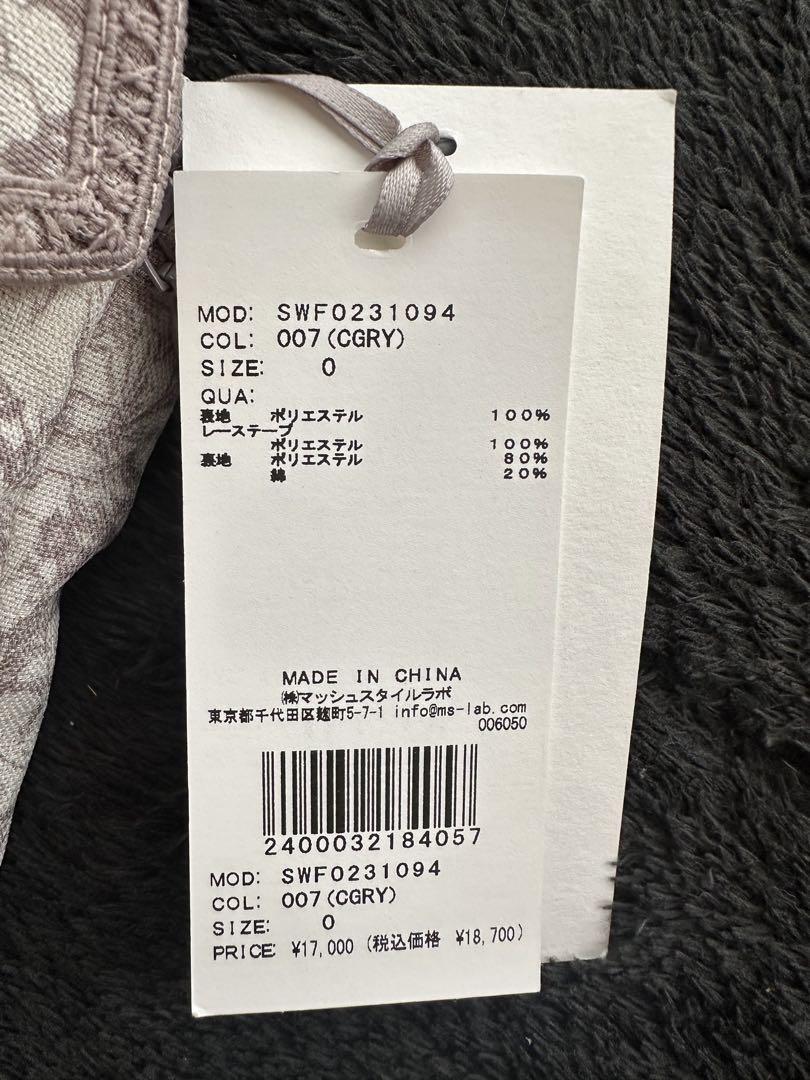 MOD: SWF0231094
COL: 007(CGRY)
SIZE: 0
QUA:
表地 ポリエステル 100%
レーステープ
ポリエステル 100%
裏地 ポリエステル 80%
綿 20%
MADE IN CHINA
㈱マッシュスタイルラボ
東京都千代田区麹町5-7-1 info@ms-lab.com
006050
2400032184057
MOD: SWF0231094
COL: 007(CGRY)
SIZE: 0
PRICE: ¥17,000 (税込価格 ¥18,700)